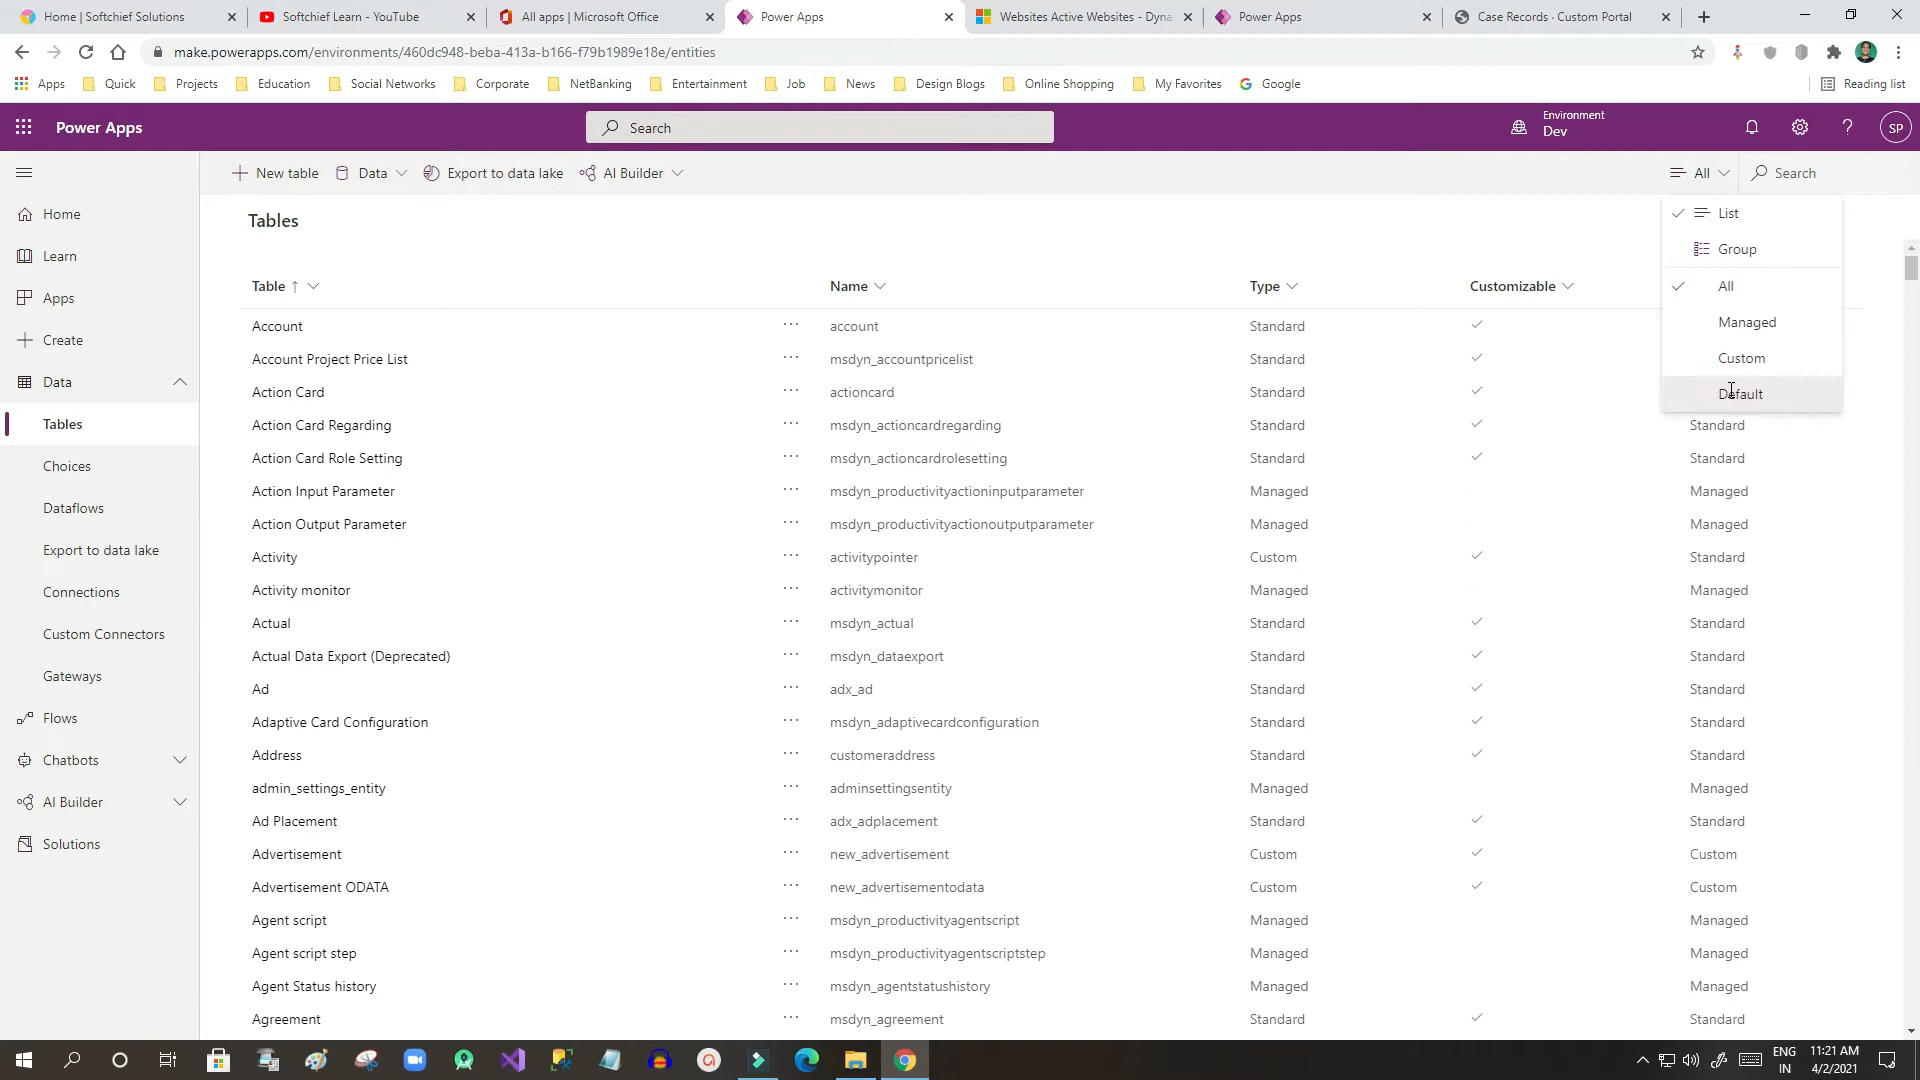 Home | Softchief Solutions
Softchief Learn - YouTube
All apps | Microsoft Office
Power Apps
Websites Active Websites - Dyna
Power Apps
Case Records · Custom Portal
make.powerapps.com/environments/460dc948-beba-413a-b166-f79b1989e18e/entities
Apps Quick Projects Education Social Networks Corporate NetBanking Entertainment Job News Design Blogs Online Shopping My Favorites Google Reading list
Power Apps
Search
Environment
Dev
SP
New table Data Export to data lake AI Builder All Search
Home
Learn
Apps
Create
Data
Tables
Choices
Dataflows
Export to data lake
Connections
Custom Connectors
Gateways
Flows
Chatbots
AI Builder
Solutions
Tables
List
Group
All
Managed
Custom
Default
Table ↑ Name Type Customizable
Account ··· account Standard
Account Project Price List ··· msdyn_accountpricelist Standard
Action Card ··· actioncard Standard
Action Card Regarding ··· msdyn_actioncardregarding Standard Standard
Action Card Role Setting ··· msdyn_actioncardrolesetting Standard Standard
Action Input Parameter ··· msdyn_productivityactioninputparameter Managed Managed
Action Output Parameter ··· msdyn_productivityactionoutputparameter Managed Managed
Activity ··· activitypointer Custom Standard
Activity monitor ··· activitymonitor Managed Managed
Actual ··· msdyn_actual Standard Standard
Actual Data Export (Deprecated) ··· msdyn_dataexport Standard Standard
Ad ··· adx_ad Standard Standard
Adaptive Card Configuration ··· msdyn_adaptivecardconfiguration Standard Standard
Address ··· customeraddress Standard Standard
admin_settings_entity ··· adminsettingsentity Managed Managed
Ad Placement ··· adx_adplacement Standard Standard
Advertisement ··· new_advertisement Custom Custom
Advertisement ODATA ··· new_advertisementodata Custom Custom
Agent script ··· msdyn_productivityagentscript Managed Managed
Agent script step ··· msdyn_productivityagentscriptstep Managed Managed
Agent Status history ··· msdyn_agentstatushistory Managed Managed
Agreement ··· msdyn_agreement Standard Standard
ENG
IN
11:21 AM
4/2/2021